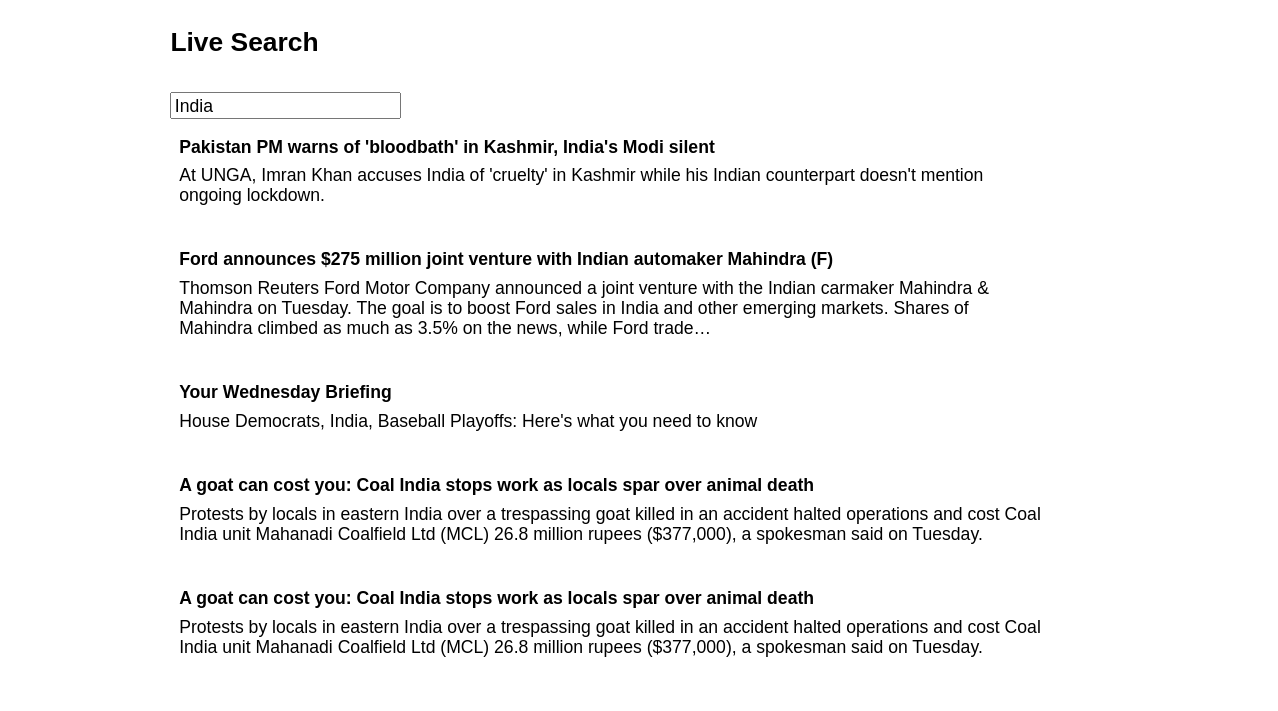 Live Search
India
Pakistan PM warns of 'bloodbath' in Kashmir, India's Modi silent
At UNGA, Imran Khan accuses India of 'cruelty' in Kashmir while his Indian counterpart doesn't mention
ongoing lockdown.
Ford announces $275 million joint venture with Indian automaker Mahindra (F)
Thomson Reuters Ford Motor Company announced a joint venture with the Indian carmaker Mahindra &
Mahindra on Tuesday. The goal is to boost Ford sales in India and other emerging markets. Shares of
Mahindra climbed as much as 3.5% on the news, while Ford trade…
Your Wednesday Briefing
House Democrats, India, Baseball Playoffs: Here's what you need to know
A goat can cost you: Coal India stops work as locals spar over animal death
Protests by locals in eastern India over a trespassing goat killed in an accident halted operations and cost Coal
India unit Mahanadi Coalfield Ltd (MCL) 26.8 million rupees ($377,000), a spokesman said on Tuesday.
A goat can cost you: Coal India stops work as locals spar over animal death
Protests by locals in eastern India over a trespassing goat killed in an accident halted operations and cost Coal
India unit Mahanadi Coalfield Ltd (MCL) 26.8 million rupees ($377,000), a spokesman said on Tuesday.